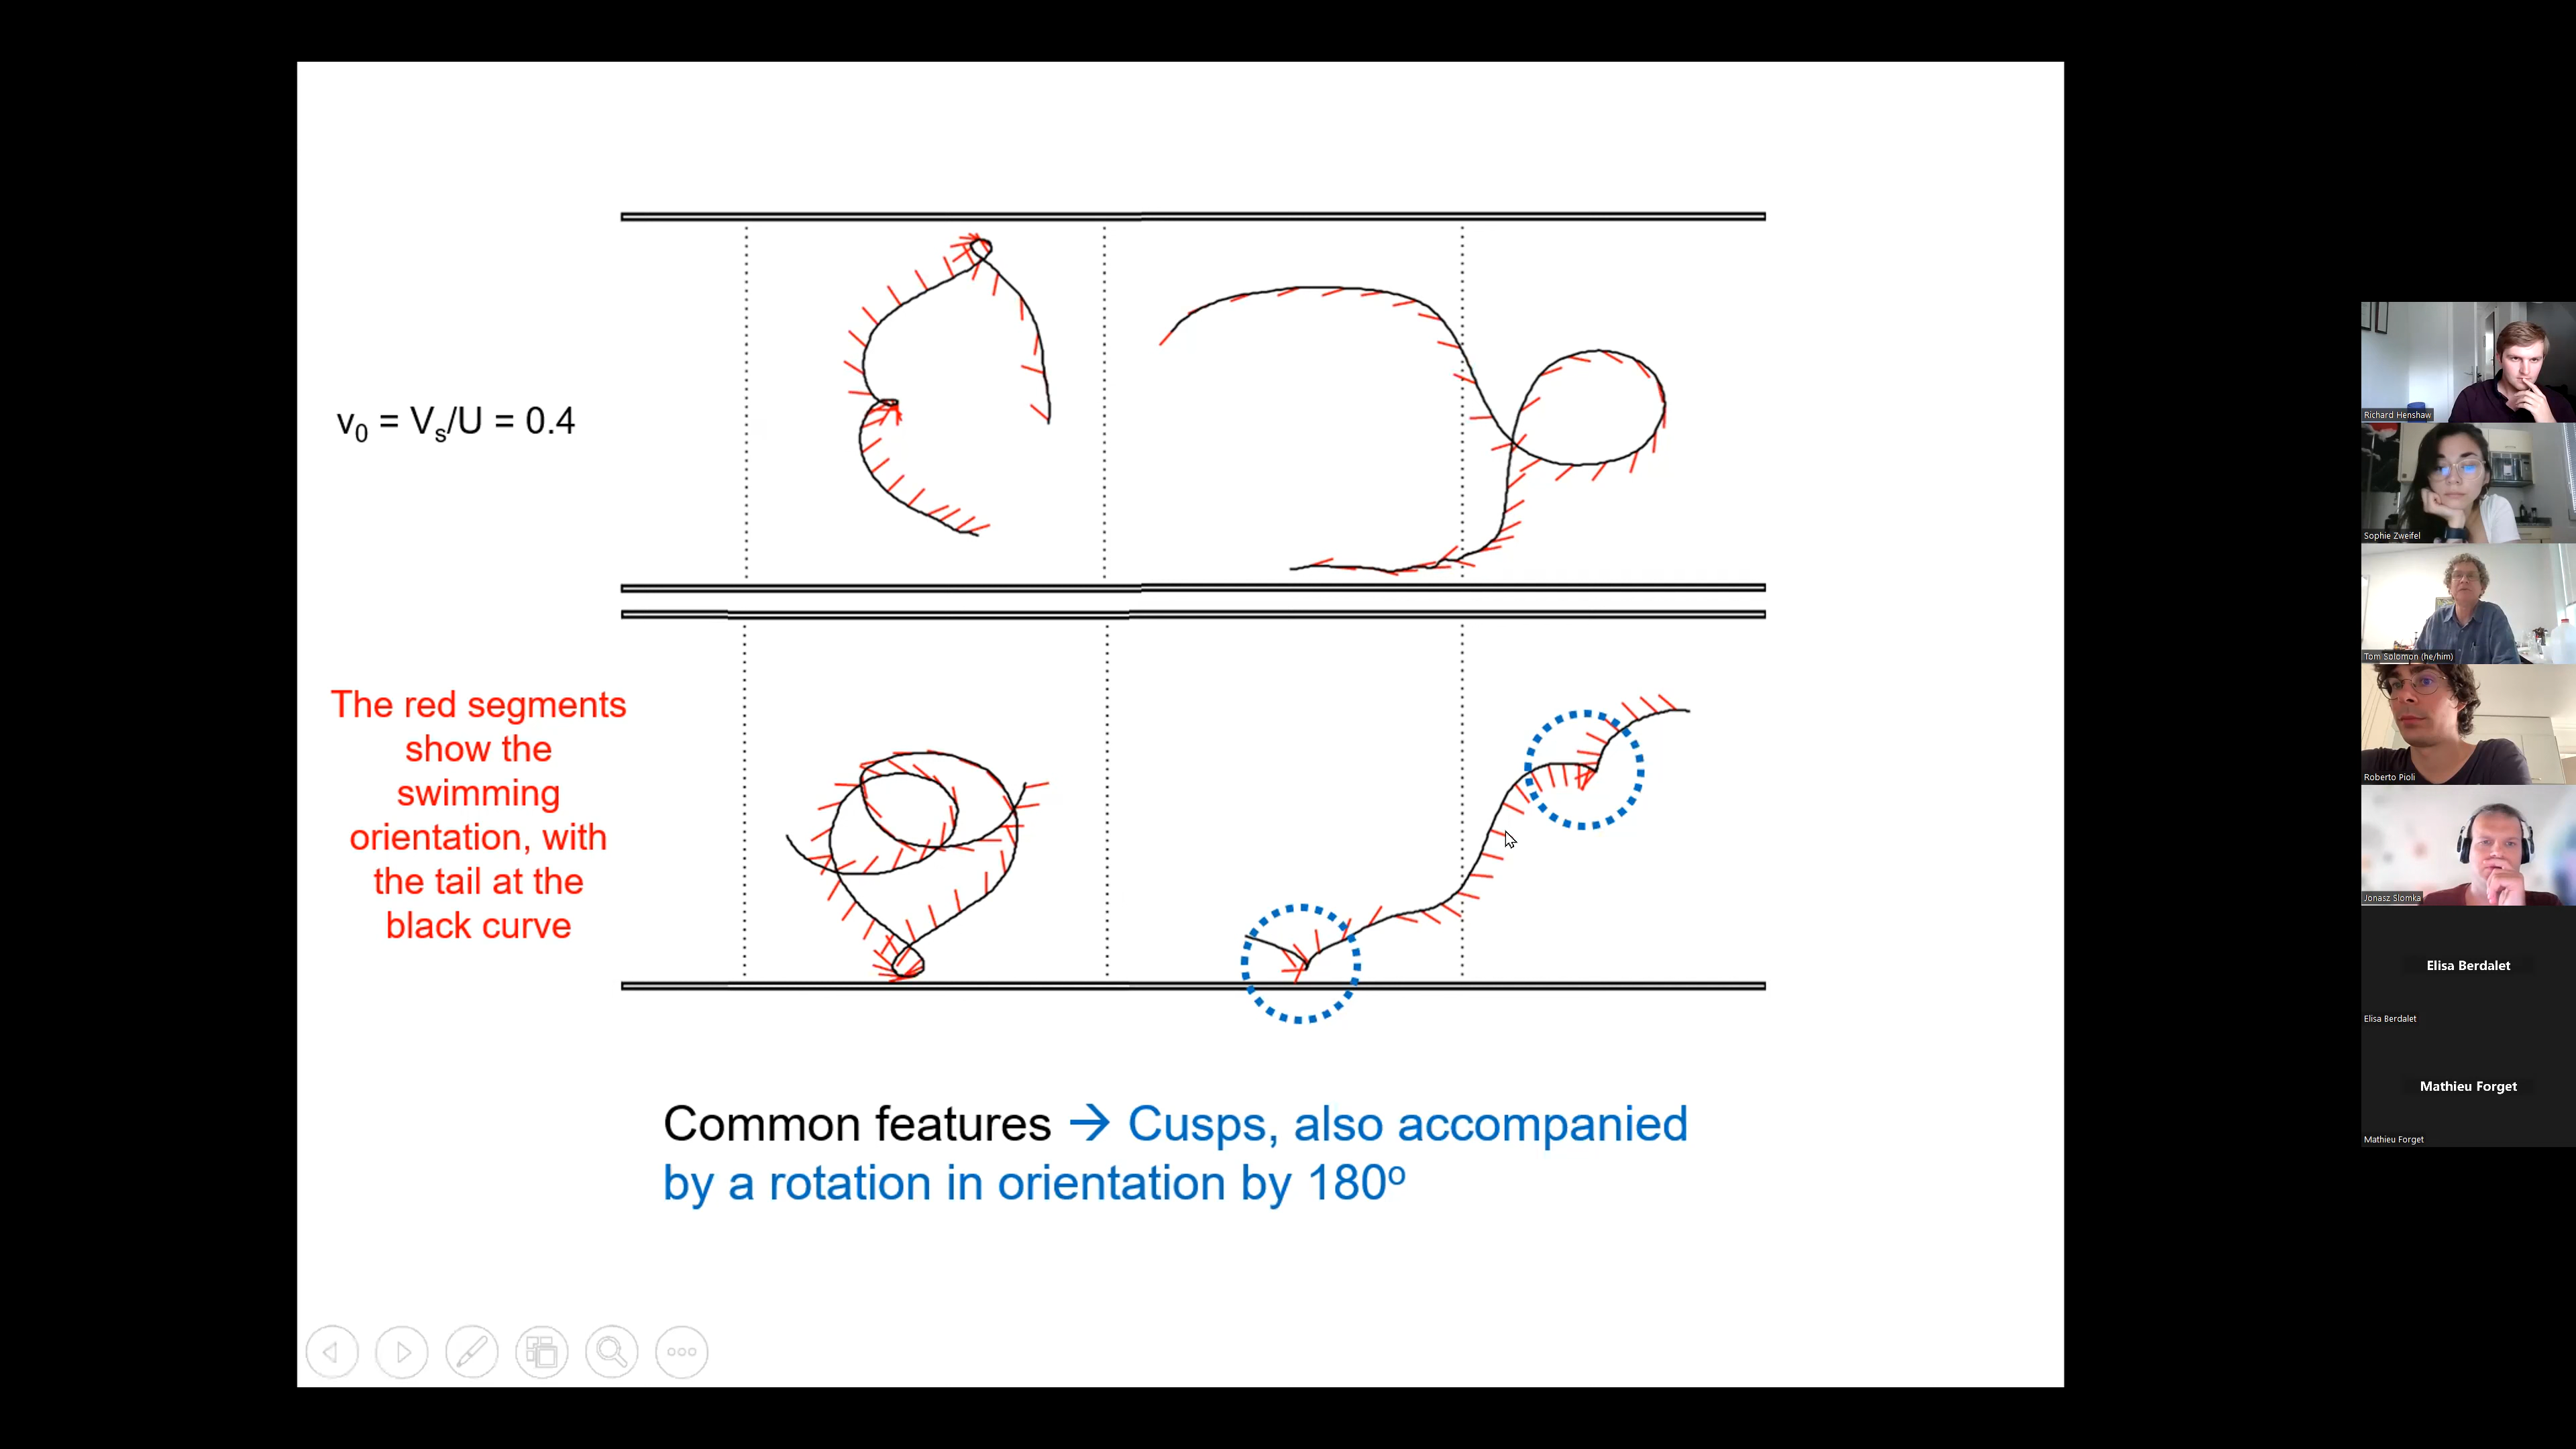 v₀ = Vₛ/U = 0.4
The red segments
show the
swimming
orientation, with
the tail at the
black curve
Common features → Cusps, also accompanied
by a rotation in orientation by 180º
Richard Henshaw
Sophie Zweifel
Tom Solomon (he/him)
Roberto Pioli
Jonasz Slomka
Elisa Berdalet
Elisa Berdalet
Mathieu Forget
Mathieu Forget